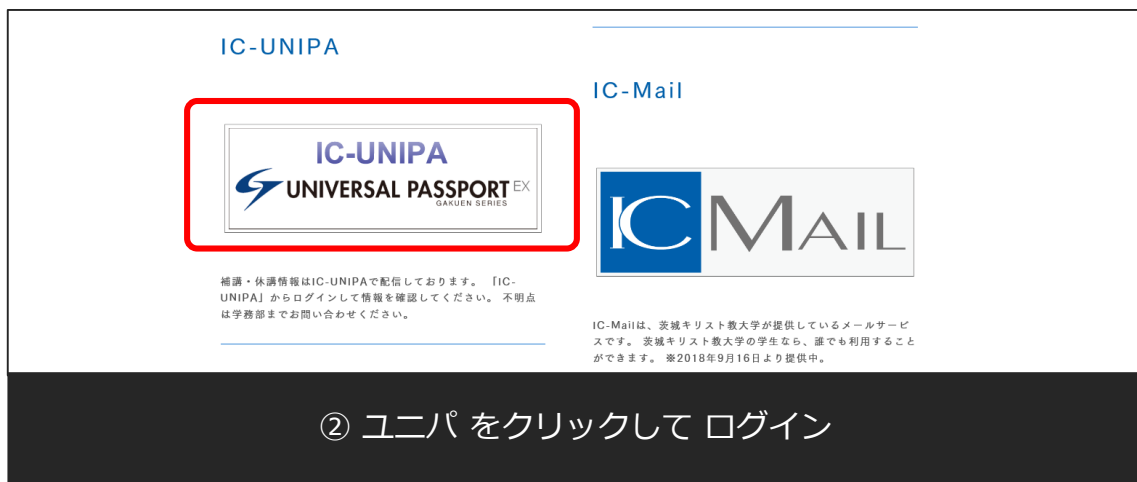 IC-UNIPA
IC-UNIPA
UNIVERSAL PASSPORT EX
GAKUEN SERIES
補講・休講情報はIC-UNIPAで配信しております。 「IC-
UNIPA」からログインして情報を確認してください。 不明点
は学務部までお問い合わせください。
IC-Mail
IC MAIL
IC-Mailは、茨城キリスト教大学が提供しているメールサービ
スです。 茨城キリスト教大学の学生なら、誰でも利用すること
ができます。 ※2018年9月16日より提供中。
② ユニパ をクリックして ログイン